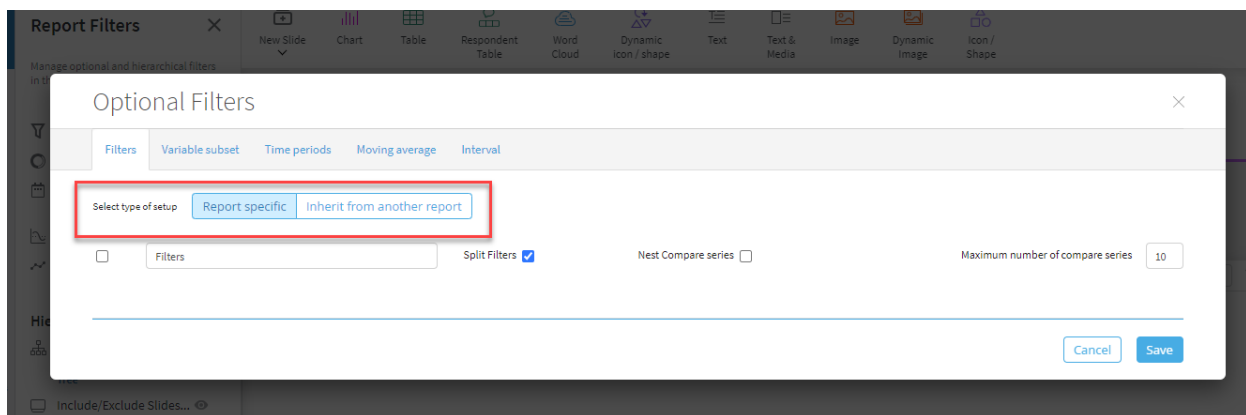 Report Filters
New Slide
Chart
Table
Respondent
Table
Word
Cloud
Dynamic
Icon / shape
Text
Text &
Media
Image
Dynamic
Image
Icon /
Shape
Manage optional and hierarchical filters
in th
Optional Filters
Filters
Variable subset
Time periods
Moving average
Interval
Select type of setup
Report specific
Inherit from another report
Filters
Split Filters
Nest Compare series
Maximum number of compare series
10
Hie
Cancel
Save
Include/Exclude Slides...